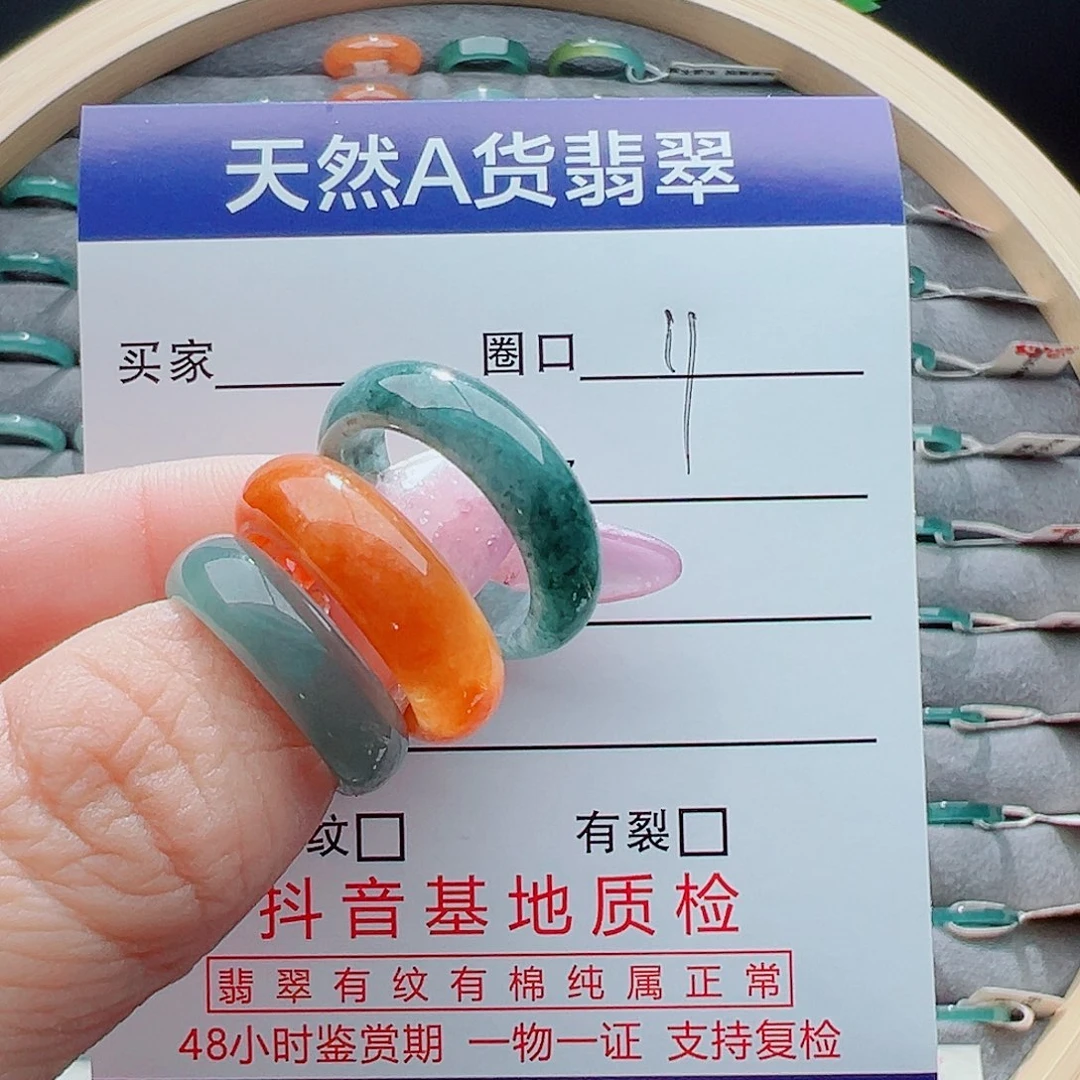 天然A货翡翠
买家 圈口
纹□ 有裂□
抖音基地质检
翡翠有纹有棉纯属正常
48小时鉴赏期 一物一证 支持复检